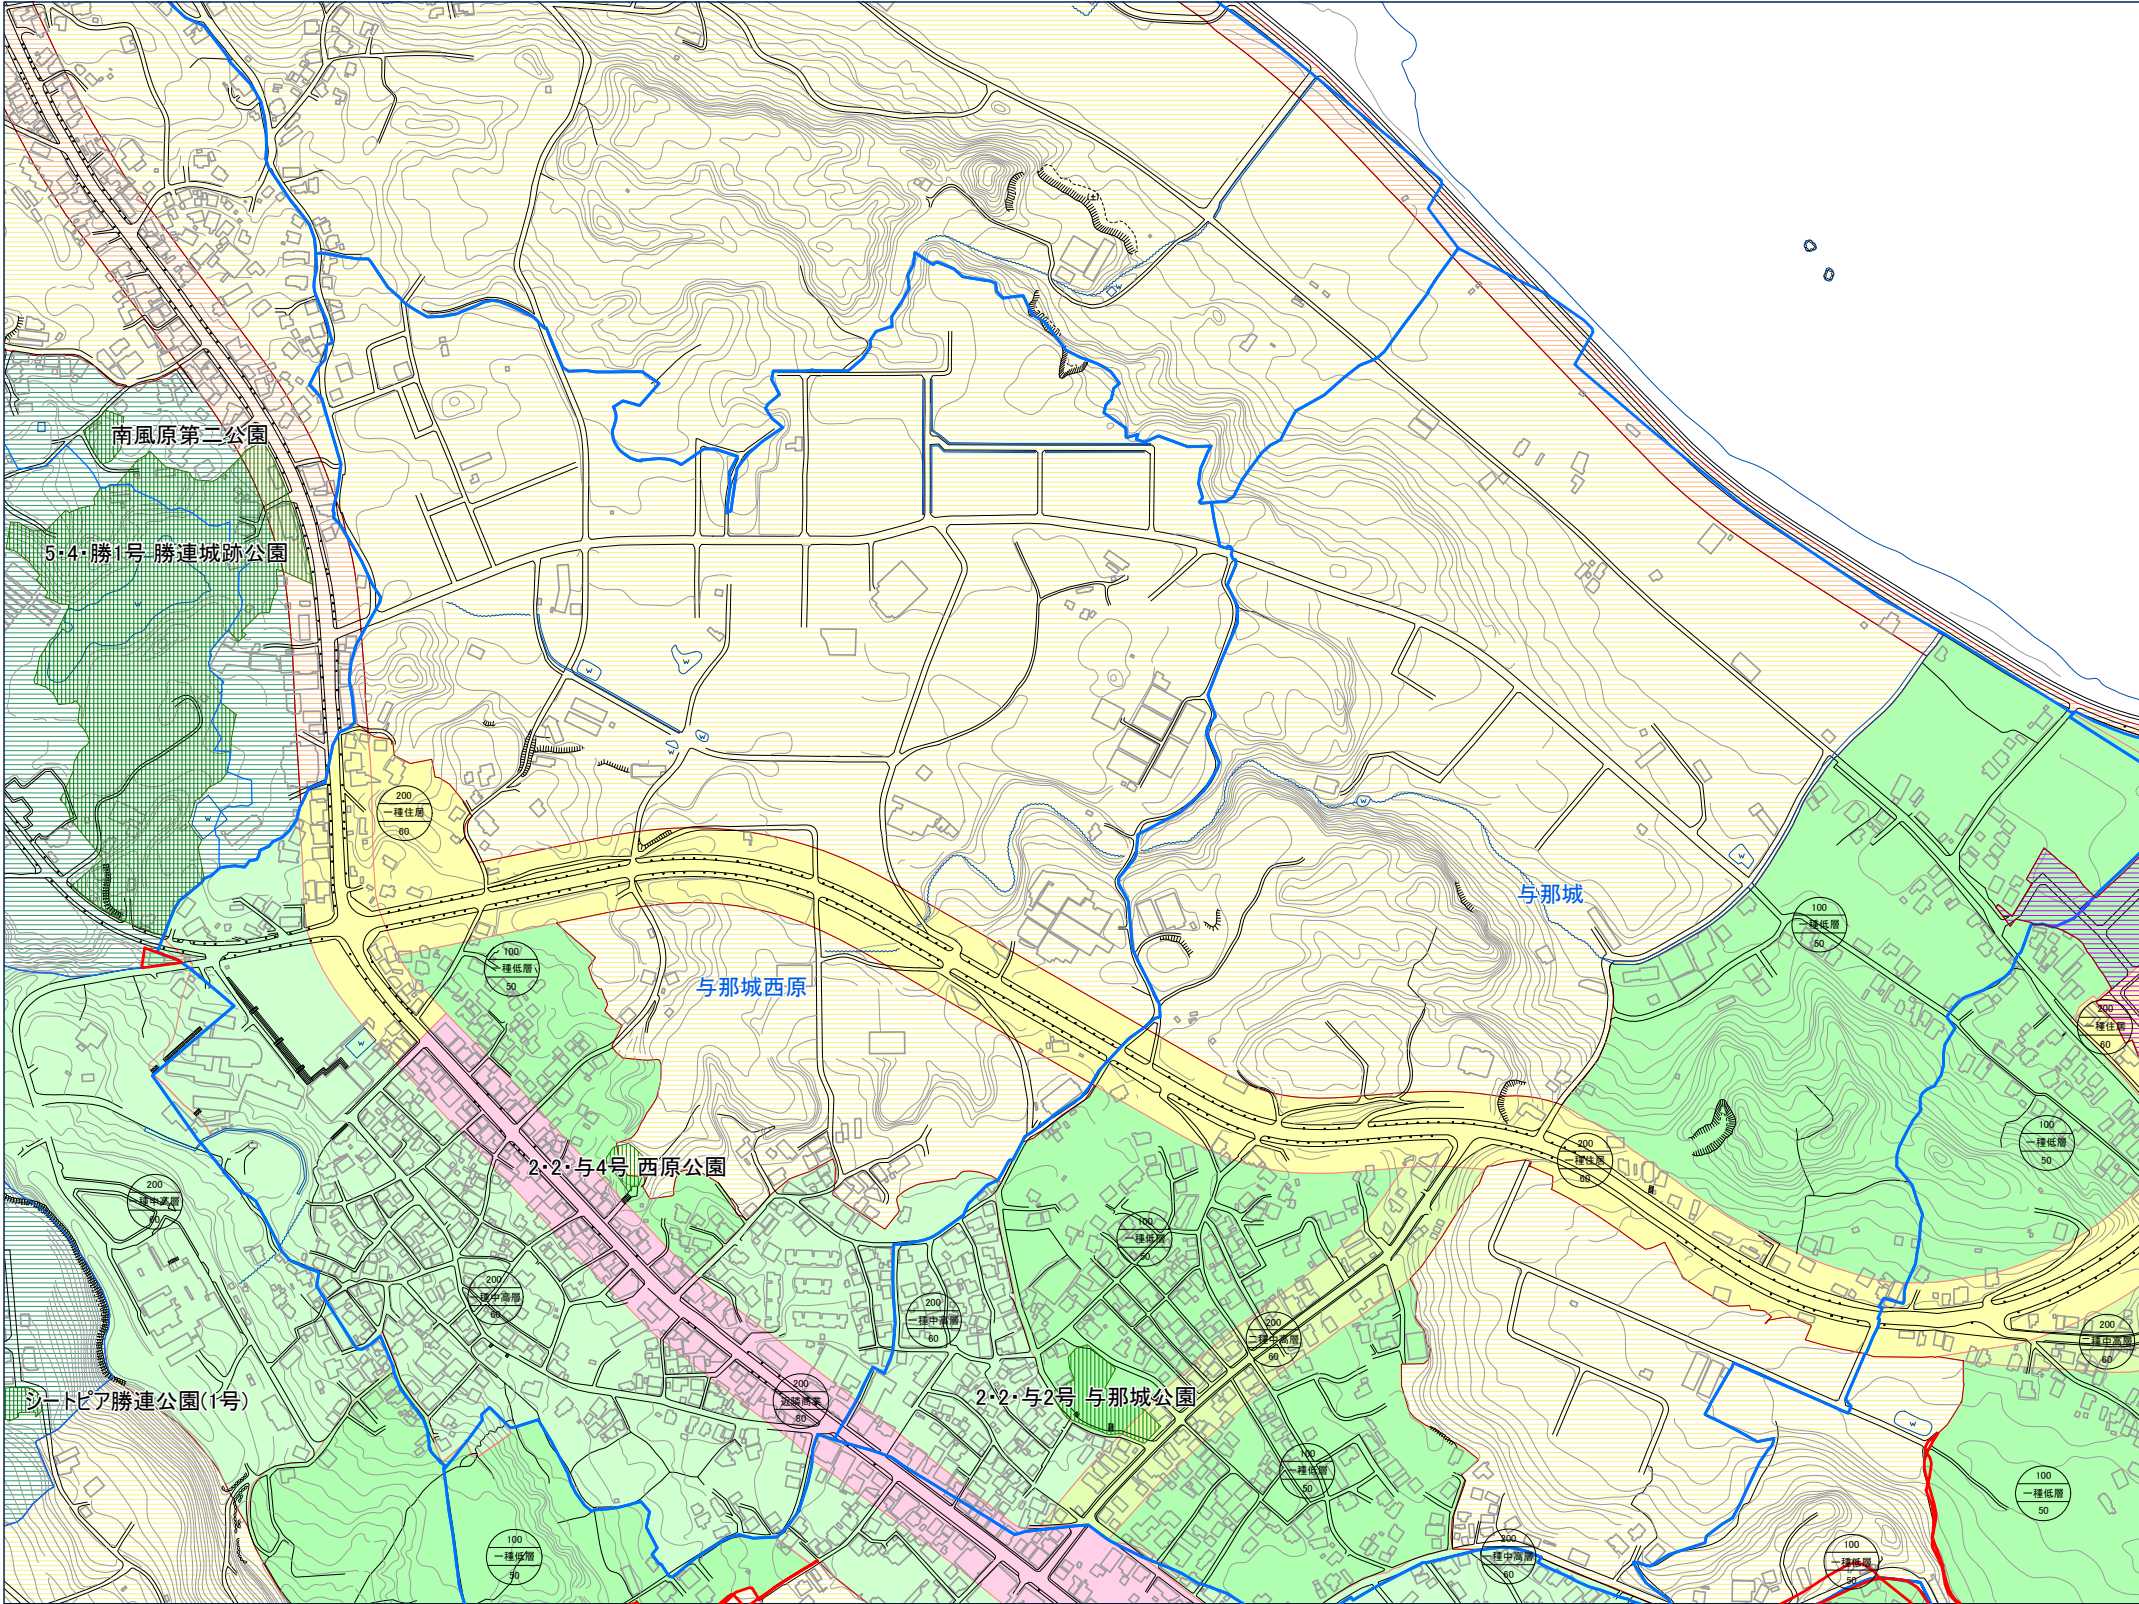 南風原第二公園
5・4・勝1号 勝連城跡公園
200
一種住居
60
与那城
100
一種低層
50
100
一種低層
50
与那城西原
200
一種住居
60
100
一種低層
50
200
一種住居
60
2・2・与4号 西原公園
200
一種中高層
60
100
一種低層
50
200
一種中高層
60
200
一種中高層
60
200
二種中高層
60
200
二種中高層
60
200
近隣商業
80
シートピア勝連公園(1号)
2・2・与2号 与那城公園
100
一種低層
50
100
一種低層
50
100
一種低層
50
200
一種中高層
60
100
一種低層
50